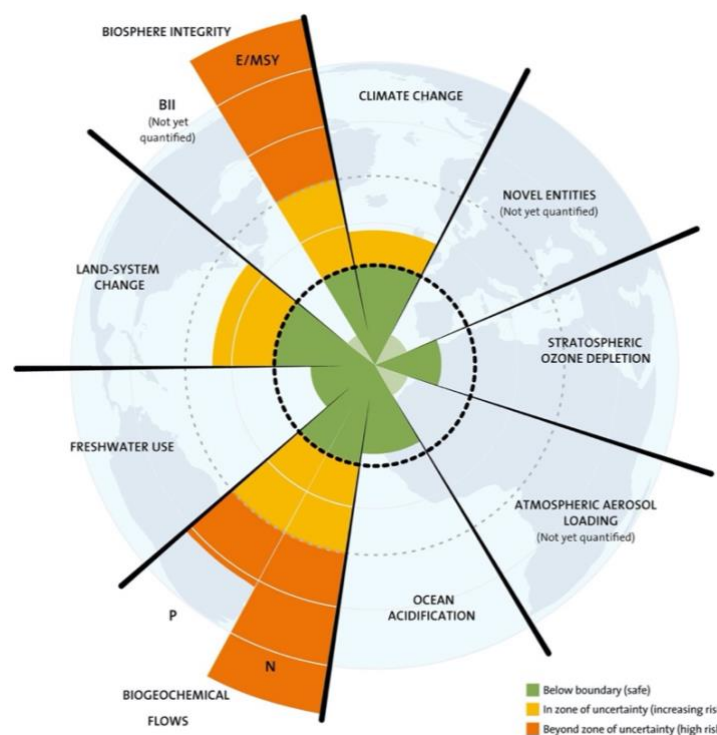 BIOSPHERE INTEGRITY
E/MSY
BII
(Not yet
quantified)
CLIMATE CHANGE
NOVEL ENTITIES
(Not yet quantified)
LAND-SYSTEM
CHANGE
STRATOSPHERIC
OZONE DEPLETION
FRESHWATER USE
ATMOSPHERIC AEROSOL
LOADING
(Not yet quantified)
OCEAN
ACIDIFICATION
P
N
BIOGEOCHEMICAL
FLOWS
Below boundary (safe)
In zone of uncertainty (increasing ris
Beyond zone of uncertainty (high risk